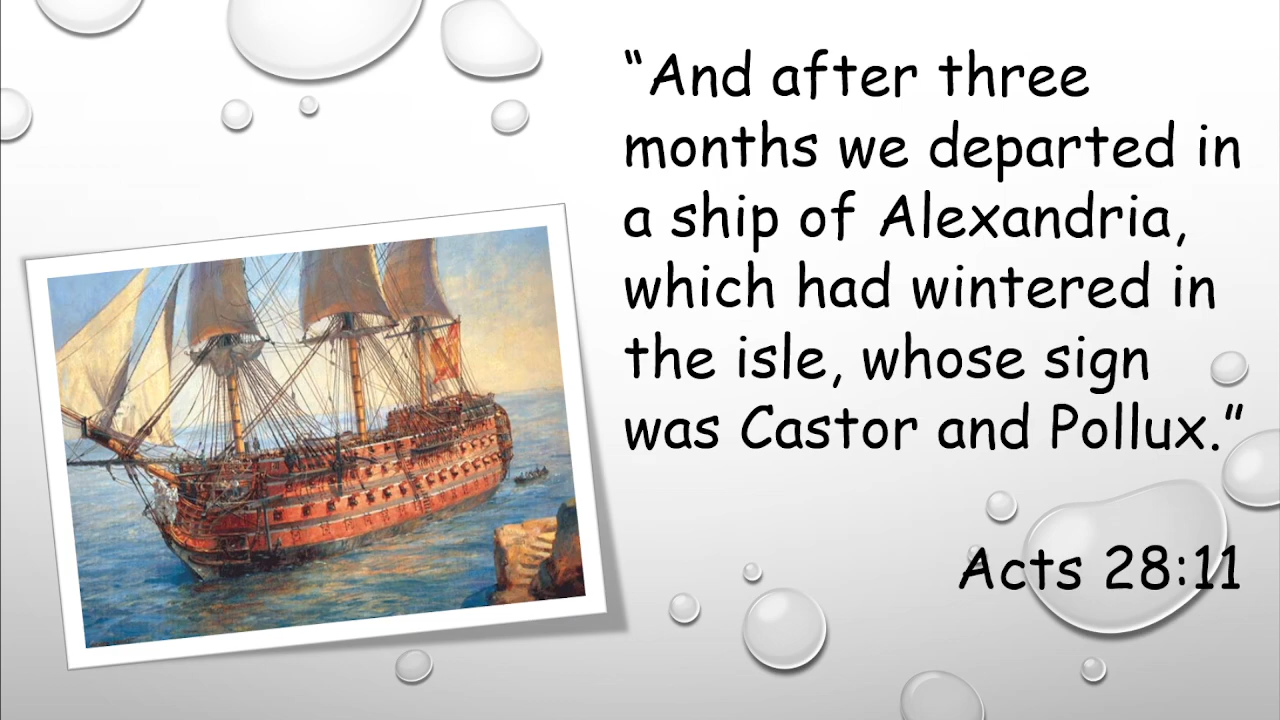 “And after three
months we departed in
a ship of Alexandria,
which had wintered in
the isle, whose sign
was Castor and Pollux.”
Acts 28:11